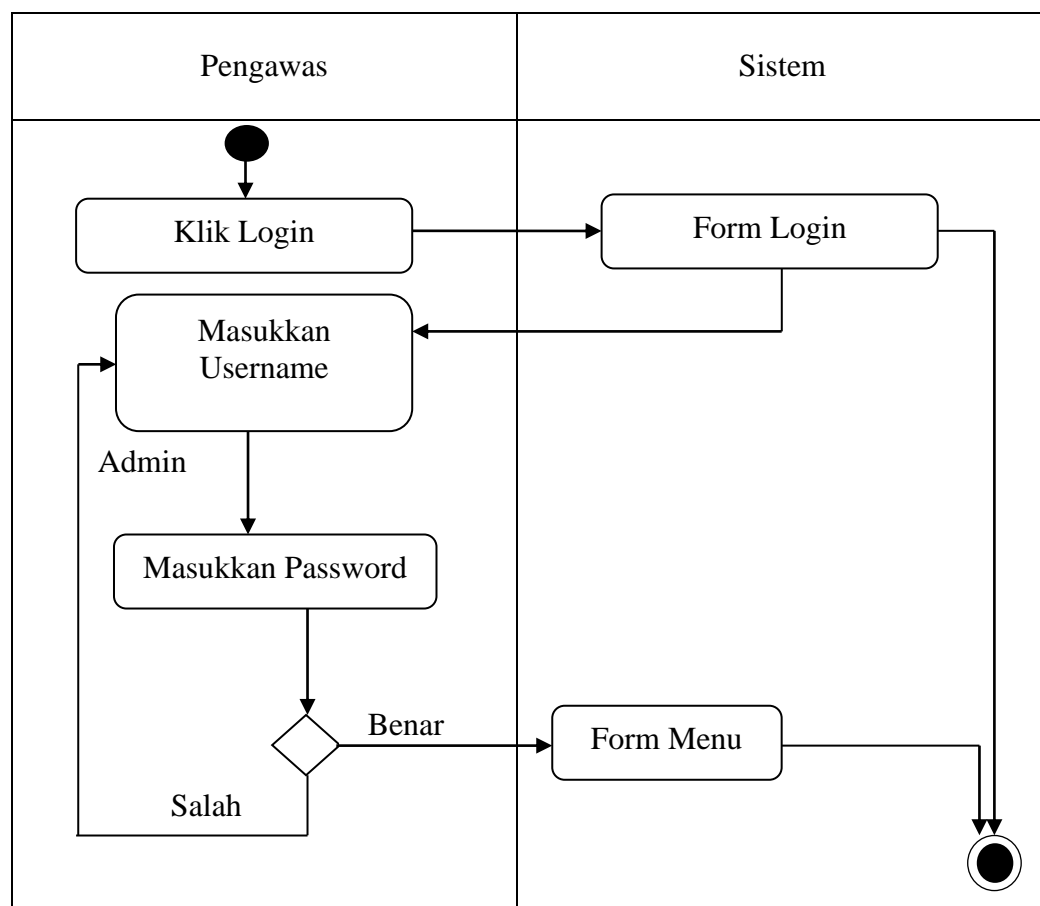 Pengawas
Sistem
Klik Login
Form Login
Masukkan
Username
Admin
Masukkan Password
Benar
Form Menu
Salah